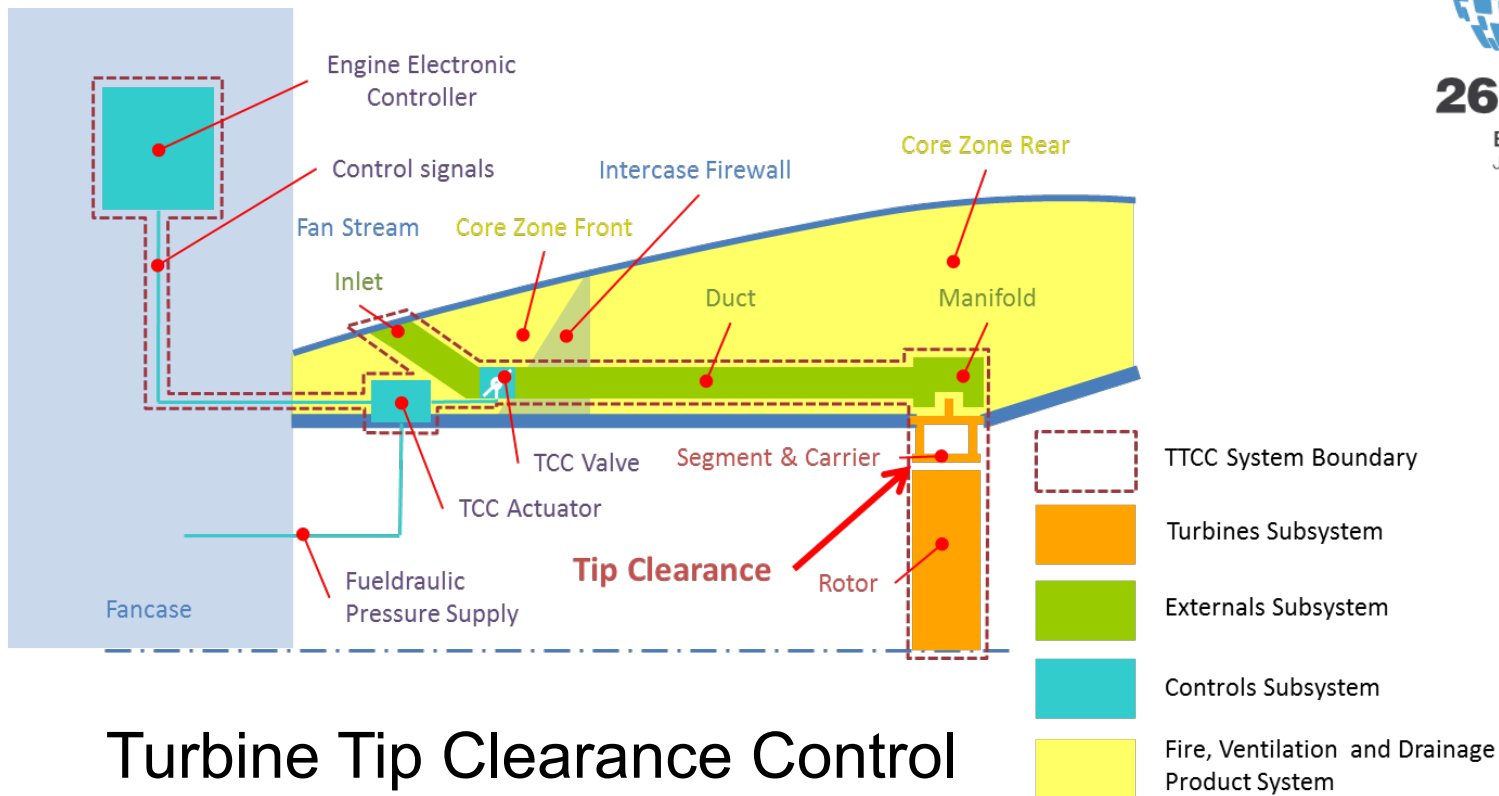 Engine Electronic
Controller
26
Control signals
Intercase Firewall
Core Zone Rear
Fan Stream
Core Zone Front
Inlet
Duct
Manifold
TCC Valve
Segment & Carrier
TTCC System Boundary
TCC Actuator
Turbines Subsystem
Tip Clearance
Rotor
Fueldraulic
Pressure Supply
Fancase
Externals Subsystem
Controls Subsystem
Turbine Tip Clearance Control
Fire, Ventilation and Drainage
Product System